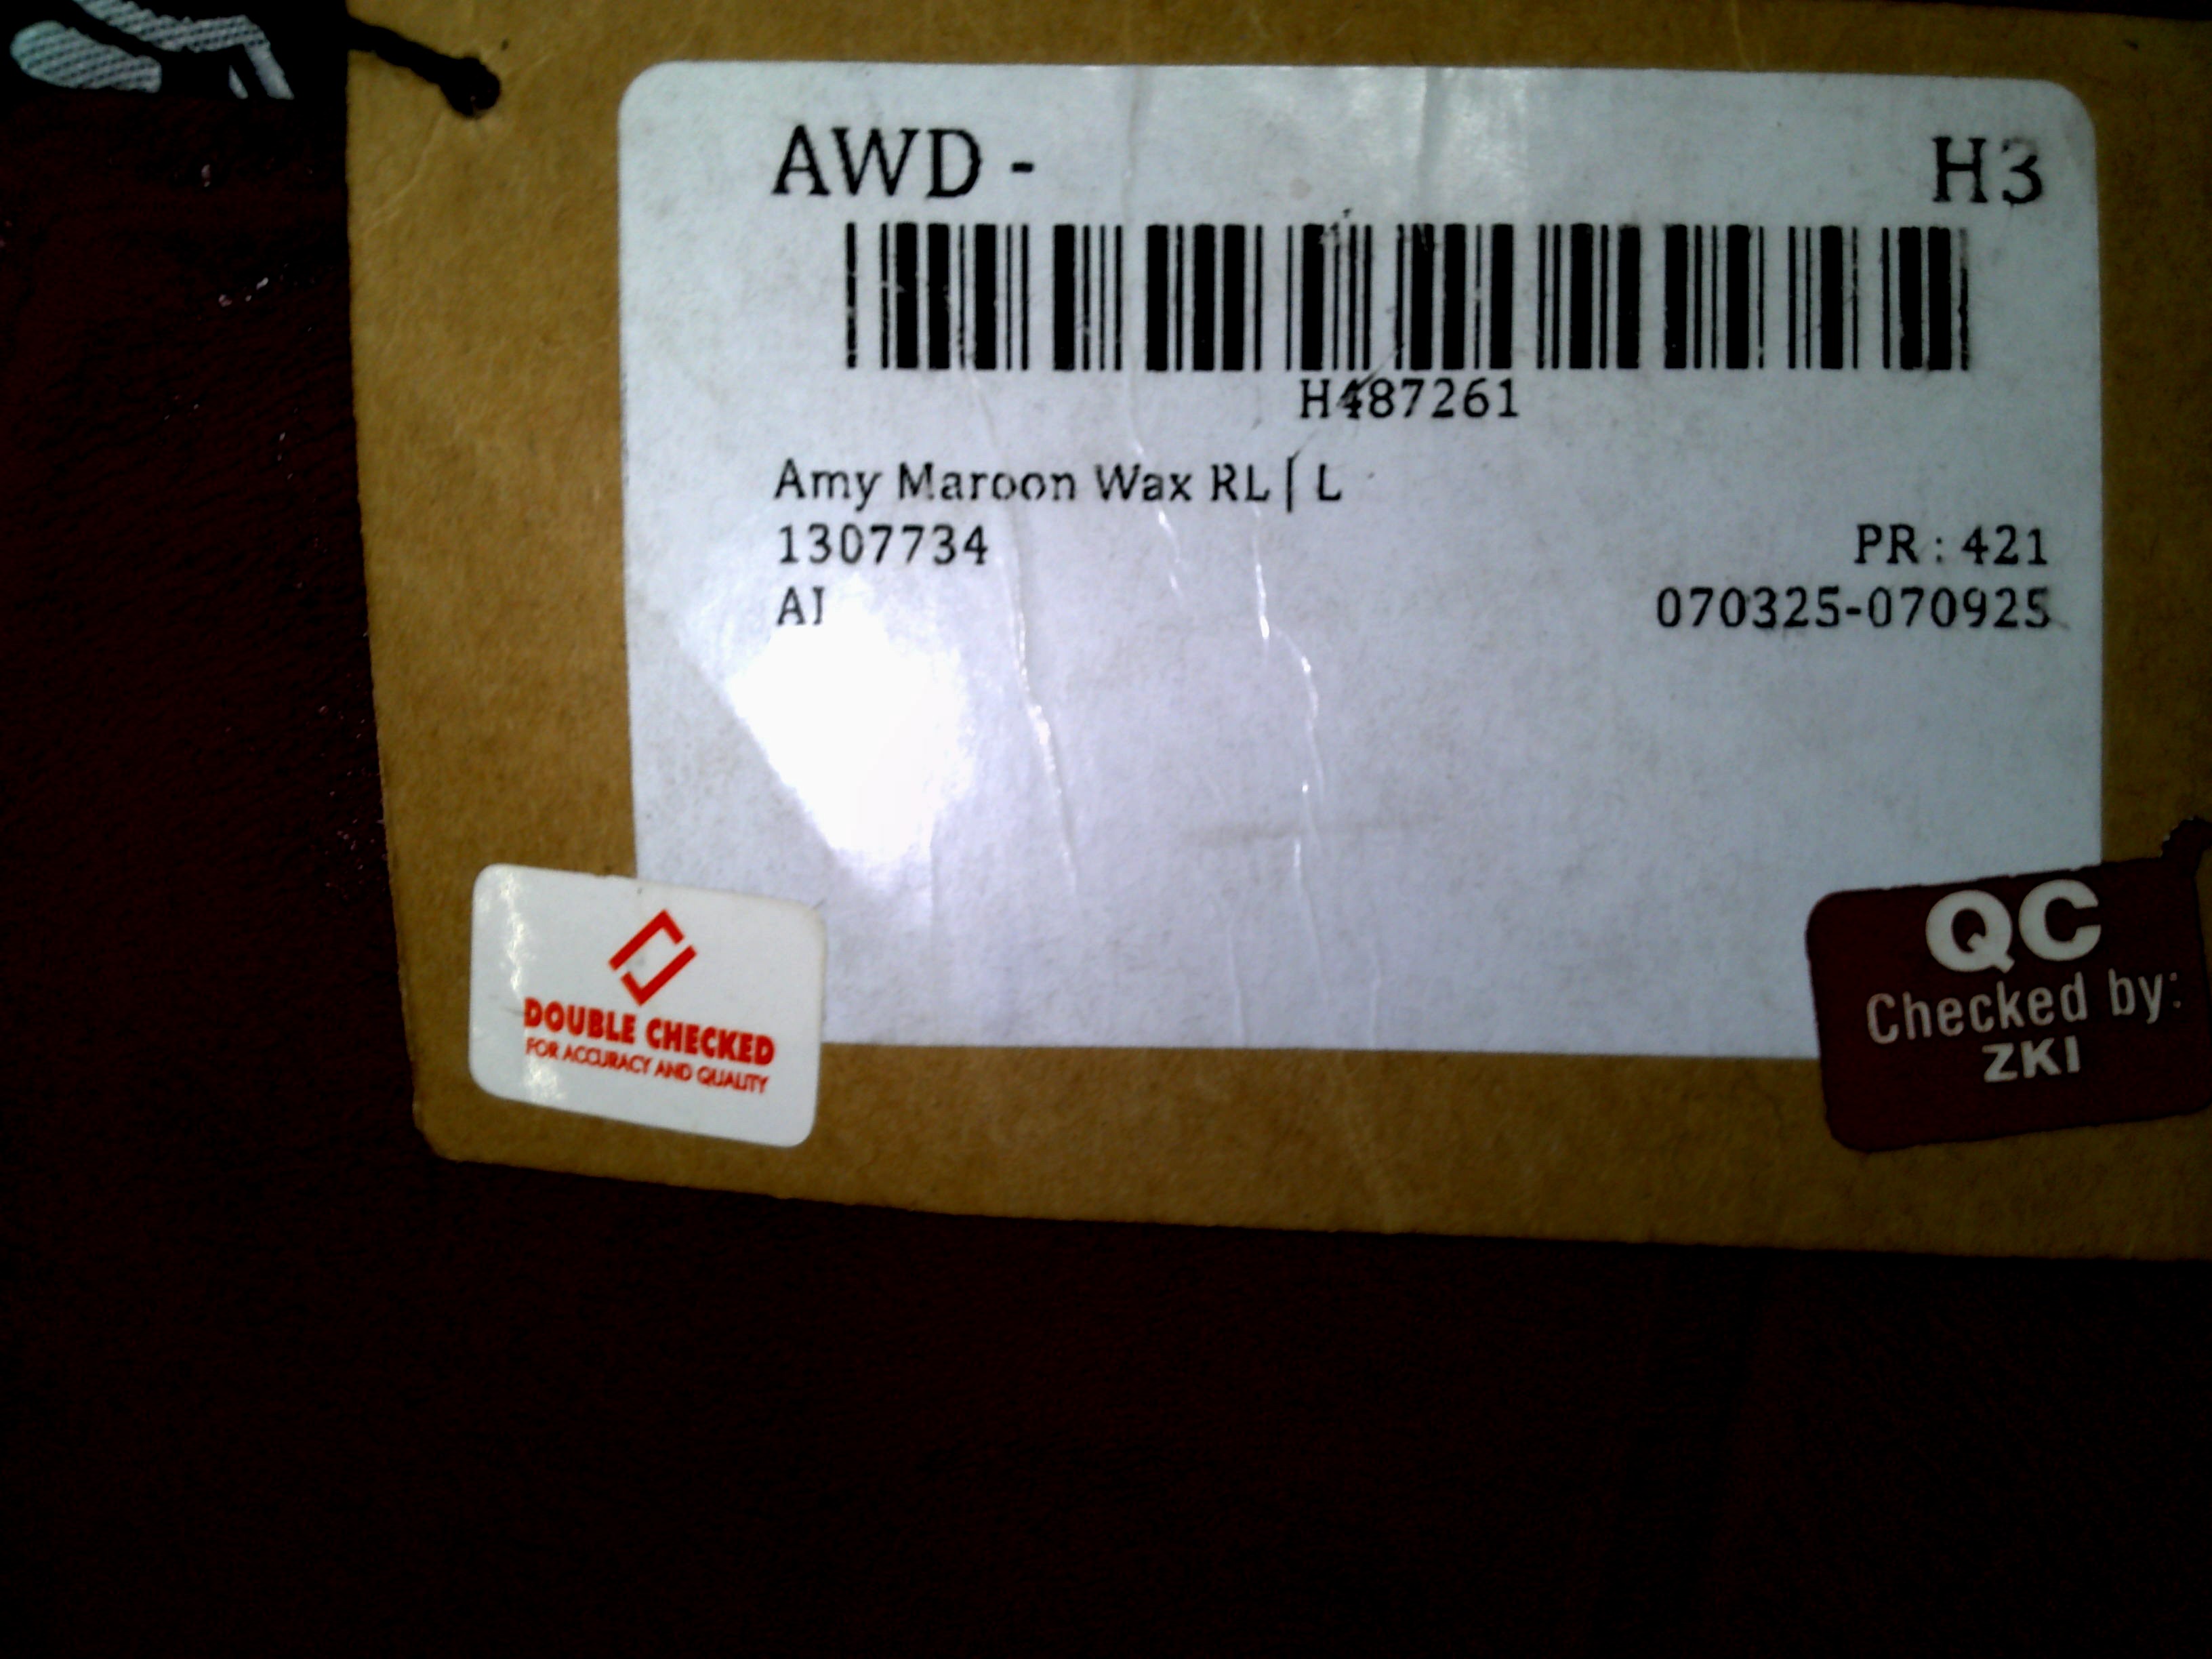 AWD - H3
H487261
Amy Maroon Wax RL | L
1307734 PR : 421
AI 070325-070925
DOUBLE CHECKED
FOR ACCURACY AND QUALITY
QC
Checked by:
ZKI